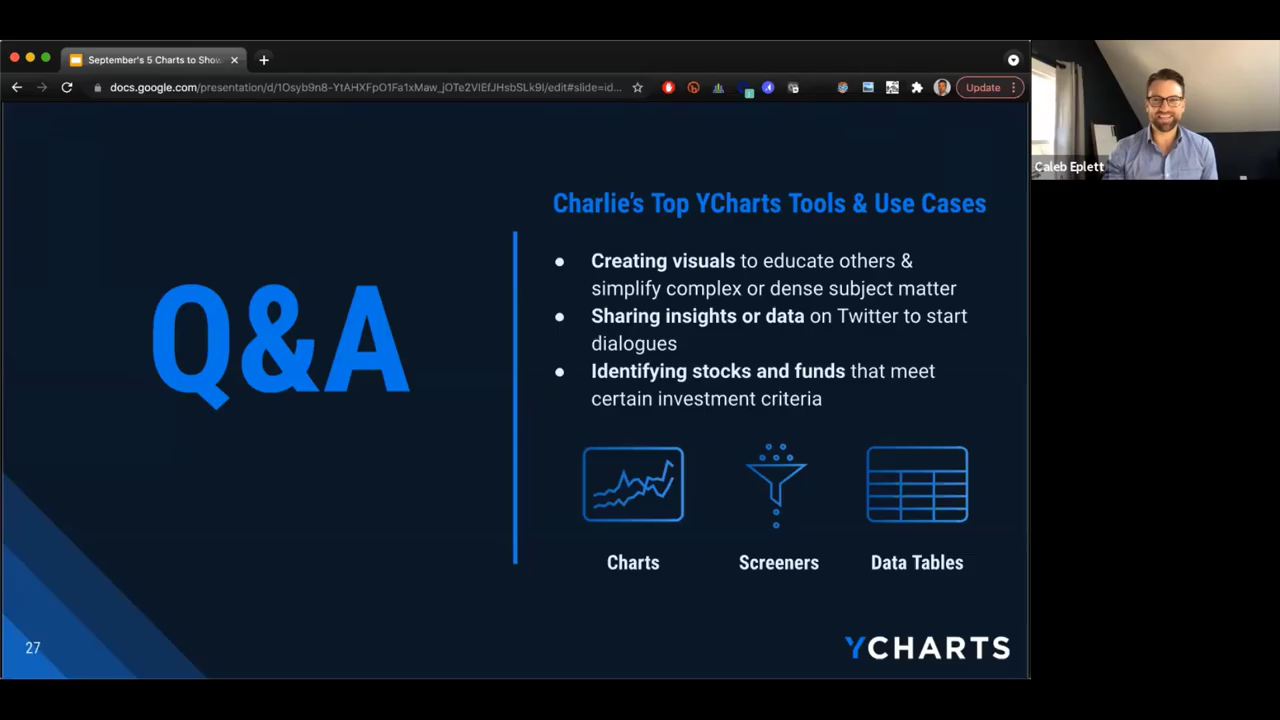 September's 5 Charts to Show
docs.google.com/presentation/d/1Osyb9n8-YtAHXFpO1Fa1xMaw_jOTe2VIEfJHsbSLk9I/edit#slide=id...
Update
Caleb Eplett
Charlie's Top YCharts Tools & Use Cases
Q&A
● Creating visuals to educate others &
simplify complex or dense subject matter
● Sharing insights or data on Twitter to start
dialogues
● Identifying stocks and funds that meet
certain investment criteria
Charts
Screeners
Data Tables
27
YCHARTS